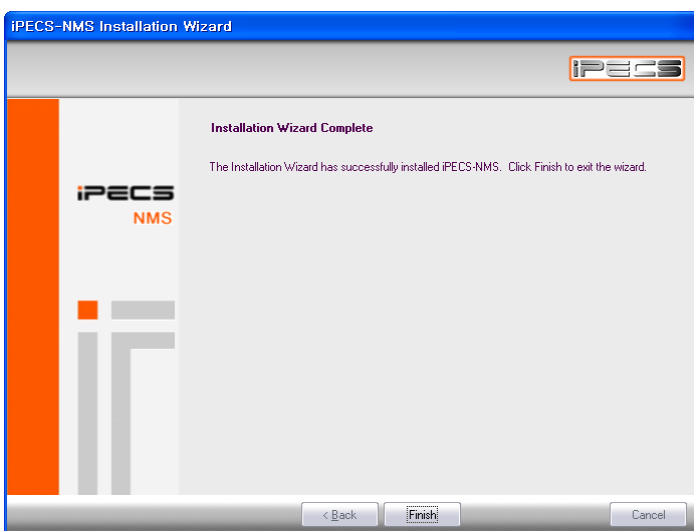 iPECS-NMS Installation Wizard
iPECS
Installation Wizard Complete
The Installation Wizard has successfully installed iPECS-NMS. Click Finish to exit the wizard.
iPECS
NMS
< Back
Finish
Cancel